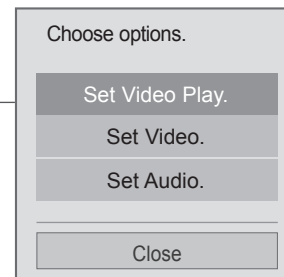 Choose options.
Set Video Play.
Set Video.
Set Audio.
Close